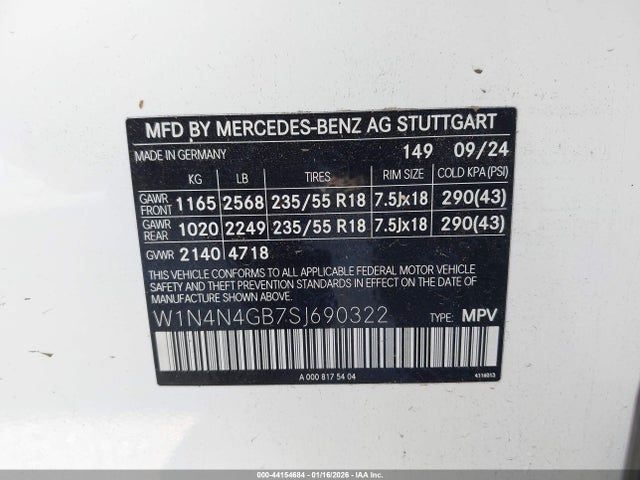 MFD BY MERCEDES-BENZ AG STUTTGART
MADE IN GERMANY 149 09/24
KG LB TIRES RIM SIZE COLD KPA(PSI)
GAWR FRONT 1165 2568 235/55 R18 7.5Jx18 290(43)
GAWR REAR 1020 2249 235/55 R18 7.5Jx18 290(43)
GVWR 2140 4718
THIS VEHICLE CONFORMS TO ALL APPLICABLE FEDERAL MOTOR VEHICLE
SAFETY AND THEFT PREVENTION STANDARDS IN EFFECT ON THE DATE
OF MANUFACTURE SHOWN ABOVE.
W1N4N4GB7SJ690322 TYPE: MPV
A 000 817 54 04 4116013
© - 44154684 - 01/16/2026 - IAAI.COM